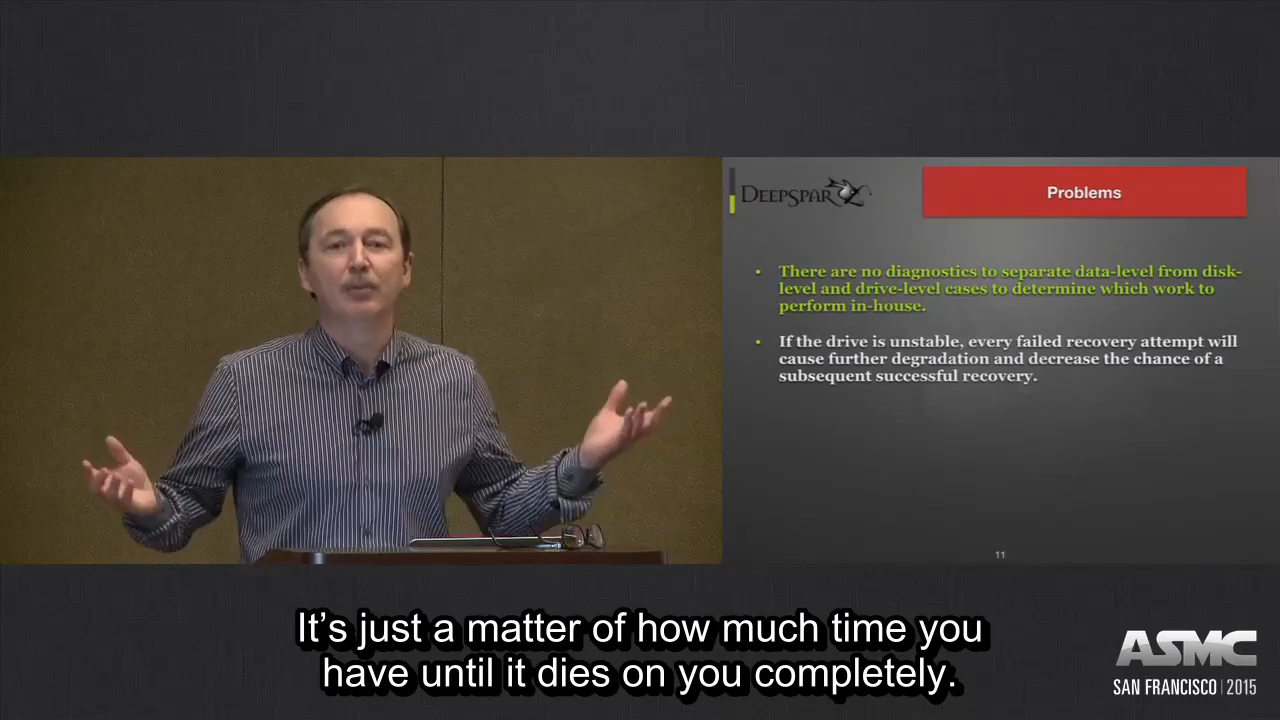 DEEPSPAR
Problems
• There are no diagnostics to separate data-level from disk-
level and drive-level cases to determine which work to
perform in-house.
• If the drive is unstable, every failed recovery attempt will
cause further degradation and decrease the chance of a
subsequent successful recovery.
11
It’s just a matter of how much time you
have until it dies on you completely.
ASMC
SAN FRANCISCO | 2015